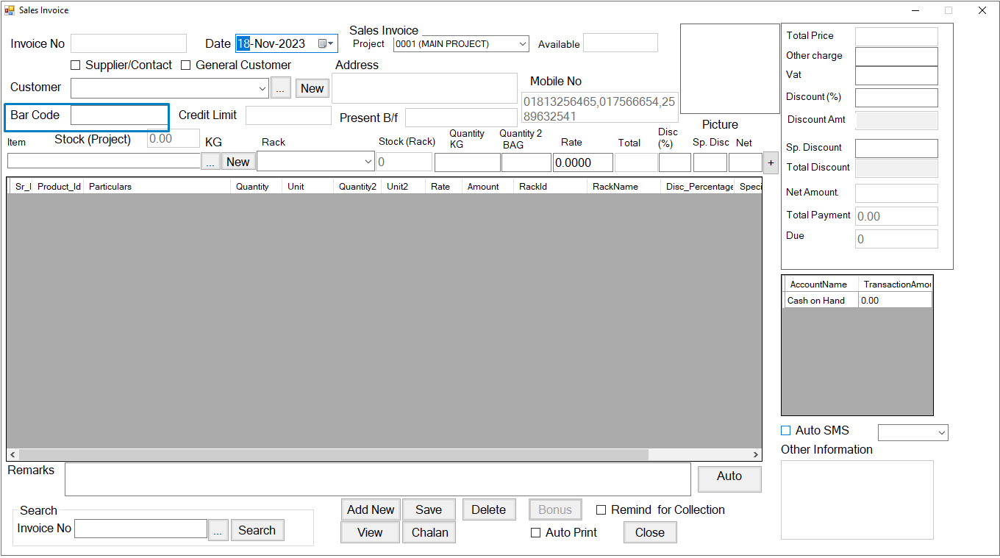 Sales Invoice
Invoice No
Date 18-Nov-2023
Sales Invoice
Project 0001 (MAIN PROJECT)
Available
Supplier/Contact General Customer
Address
Customer ... New
Mobile No
01813256465,017566654,25
89632541
Bar Code
Credit Limit
Present B/f
Picture
Item Stock (Project) 0.00 KG Rack Stock (Rack) Quantity KG Quantity 2 BAG Rate Total Disc (%) Sp. Disc Net
... New 0 0.0000 +
Sr_I Product_Id Particulars Quantity Unit Quantity2 Unit2 Rate Amount RackId RackName Disc_Percentage Speci
Total Price
Other charge
Vat
Discount (%)
Discount Amt
Sp. Discount
Total Discount
Net Amount.
Total Payment 0.00
Due 0
AccountName TransactionAmou
Cash on Hand 0.00
Auto SMS
Other Information
Remarks
Auto
Search
Invoice No ... Search
Add New Save Delete Bonus Remind for Collection
View Chalan Auto Print Close